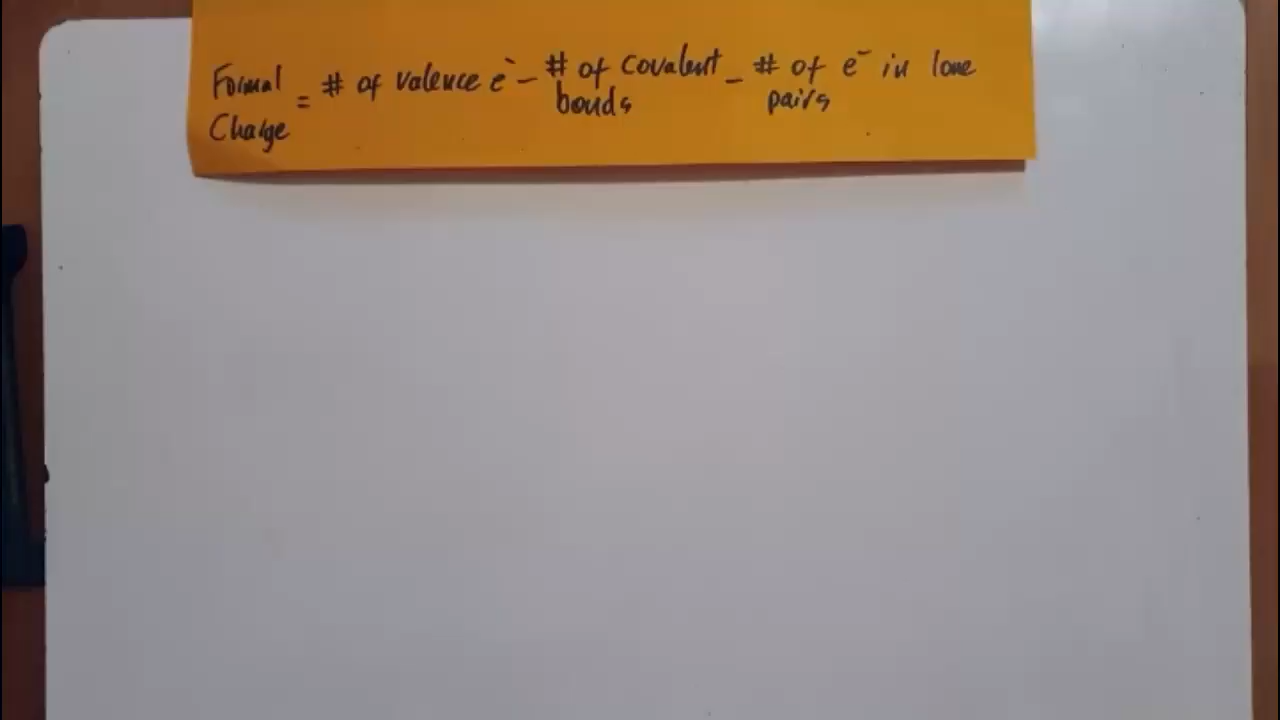 Formal Charge = # of valence e⁻ – # of covalent bonds – # of e⁻ in lone pairs